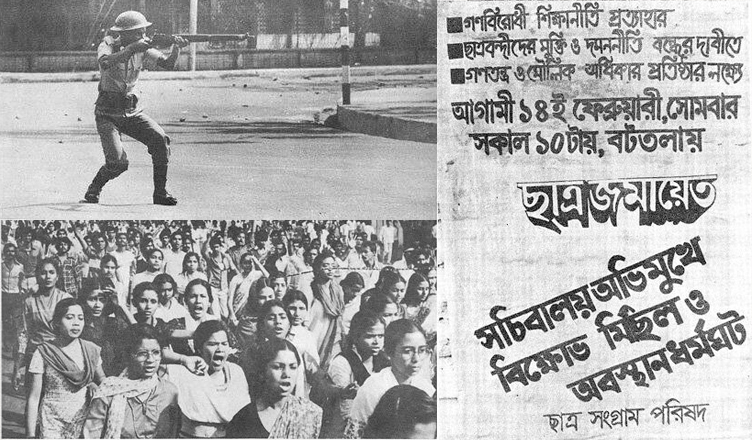 গণবিরোধী শিক্ষানীতি প্রত্যাহার
ছাত্রবন্দীদের মুক্তি ও দমননীতি বন্ধের দাবীতে
গণতন্ত্র ও মৌলিক অধিকার প্রতিষ্ঠার লক্ষ্যে
আগামী ১৪ই ফেব্রুয়ারী, সোমবার
সকাল ১০টায়, বটতলায়
ছাত্রজমায়েত
সচিবালয় অভিমুখে
বিক্ষোভ মিছিল ও
অবস্থান ধর্মঘট
ছাত্র সংগ্রাম পরিষদ